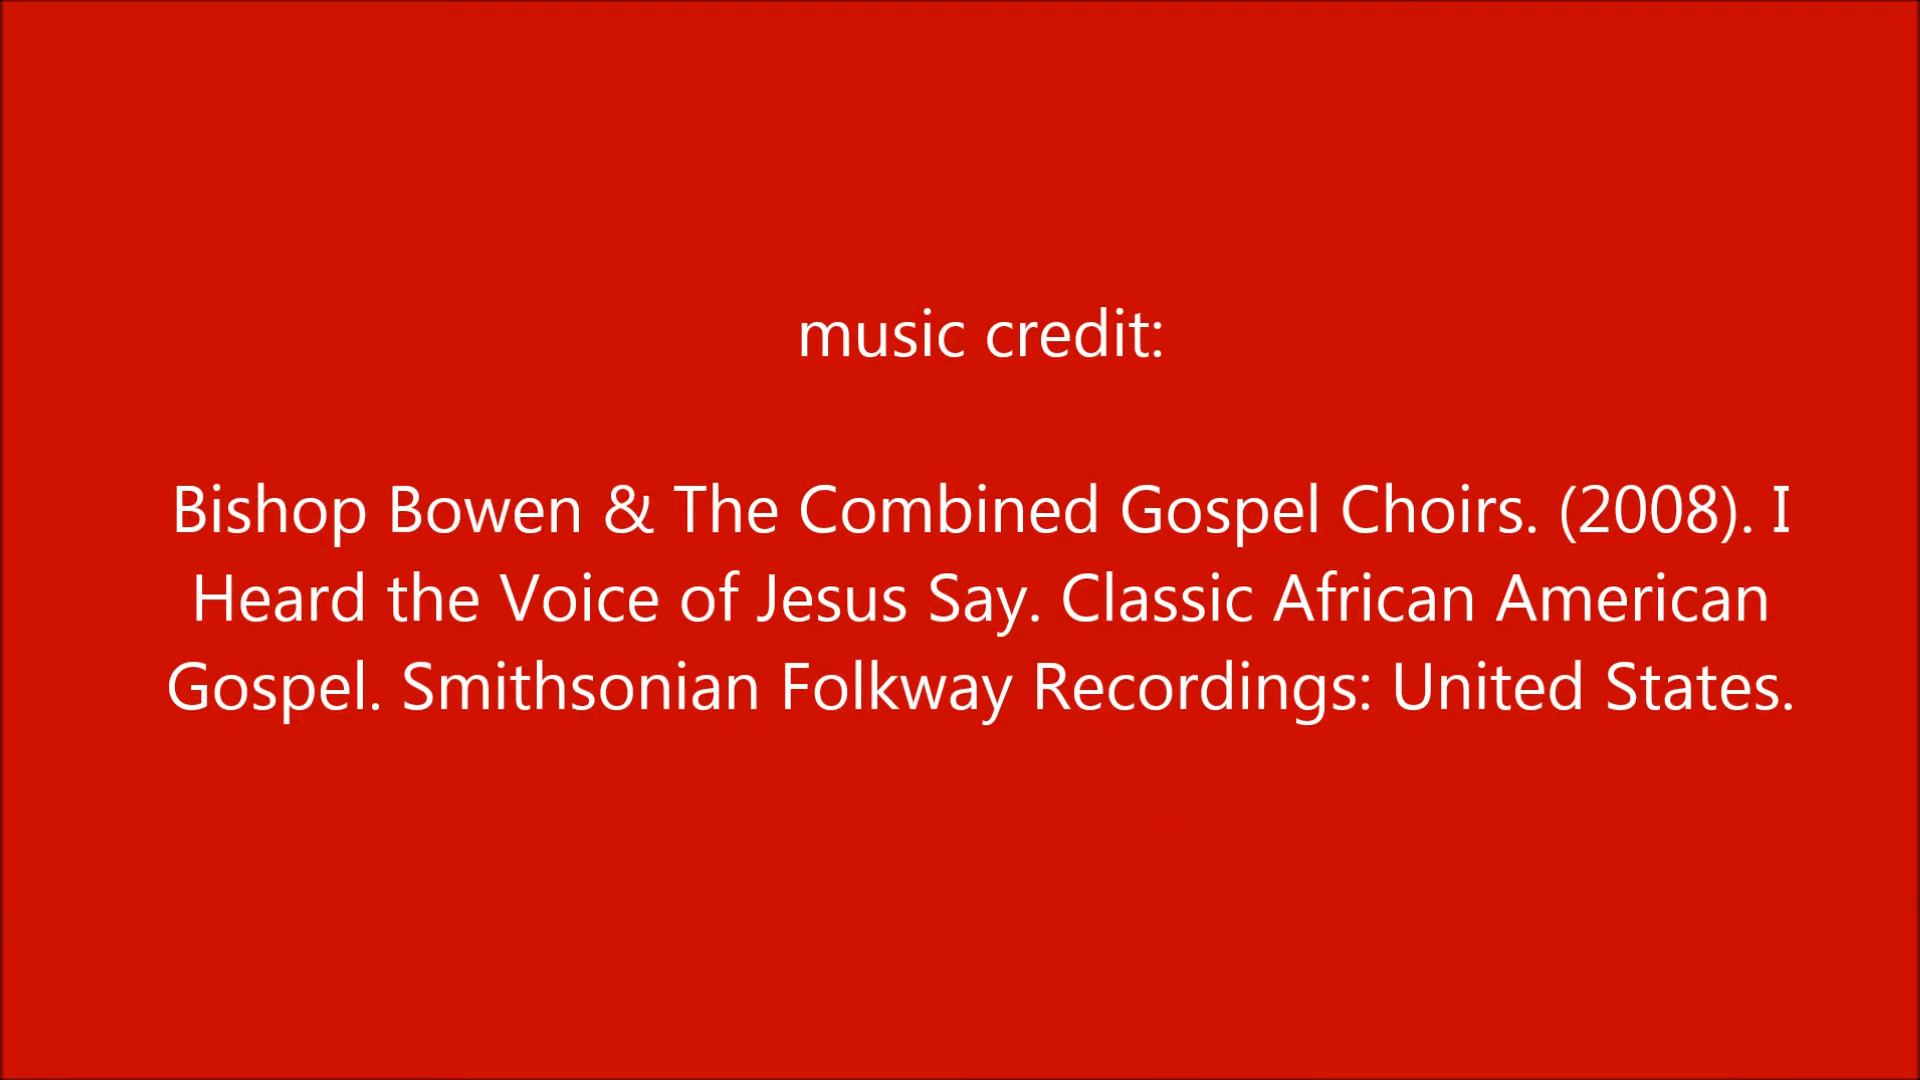 music credit:
Bishop Bowen & The Combined Gospel Choirs. (2008). I
Heard the Voice of Jesus Say. Classic African American
Gospel. Smithsonian Folkway Recordings: United States.